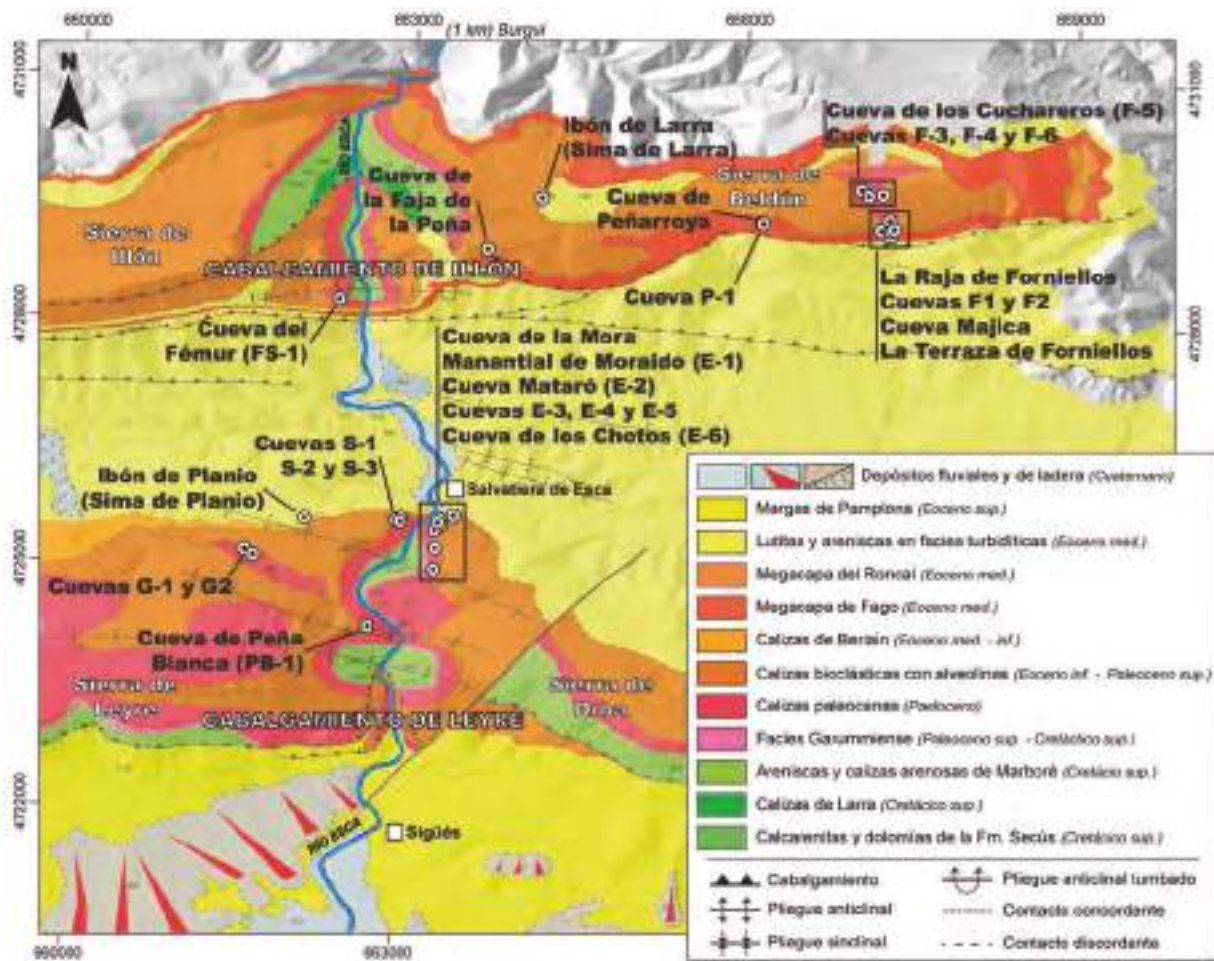 660000
663000
666000
669000
(1 km) Burgui
4731000
4731000
N
Cueva de los Cuchareros (F-5)
Cuevas F-3, F-4 y F-6
Ibón de Larra
(Sima de Larra)
RÍO ESCA
Cueva de
la Faja de
la Peña
Sierra de
Beldún
Cueva de
Peñarroya
Sierra de
Illón
CABALGAMIENTO DE ILLÓN
La Raja de Forniellos
Cuevas F1 y F2
Cueva Majica
La Terraza de Forniellos
Cueva P-1
4728000
4728000
Cueva del
Fémur (FS-1)
Cueva de la Mora
Manantial de Moraldo (E-1)
Cueva Mataró (E-2)
Cuevas E-3, E-4 y E-5
Cueva de los Chotos (E-6)
Cuevas S-1
S-2 y S-3
Ibón de Planio
(Sima de Planio)
Salvatierra de Esca
4725000
Cuevas G-1 y G2
Cueva de Peña
Blanca (PB-1)
Sierra de
Leyre
Sierra de
Orba
CABALGAMIENTO DE LEYRE
4722000
RÍO ESCA
Sigüés
660000
663000
Depósitos fluviales y de ladera (Cuaternario)
Margas de Pamplona (Eoceno sup.)
Lutitas y areniscas en facies turbidíticas (Eoceno med.)
Megacapa del Roncal (Eoceno med.)
Megacapa de Fago (Eoceno med.)
Calizas de (Eoceno med. - inf.)
Calizas bioclásticas con alveolinas (Eoceno inf. - Paleoceno sup.)
Calizas paleocenas (Paeloceno)
Facies Garumniense (Paleoceno sup. - Cretácico sup.)
Areniscas y calizas arenosas de Marboré (Cretácio sup.)
Calizas de Larra (Cretácico sup.)
Calcarenitas y dolomías de la Fm. Secús (Cretácico sup.)
Cabalgamiento
Pliegue anticlinal tumbado
Pliegue anticlinal
Contacto concordante
Pliegue sinclinal
Contacto discordante